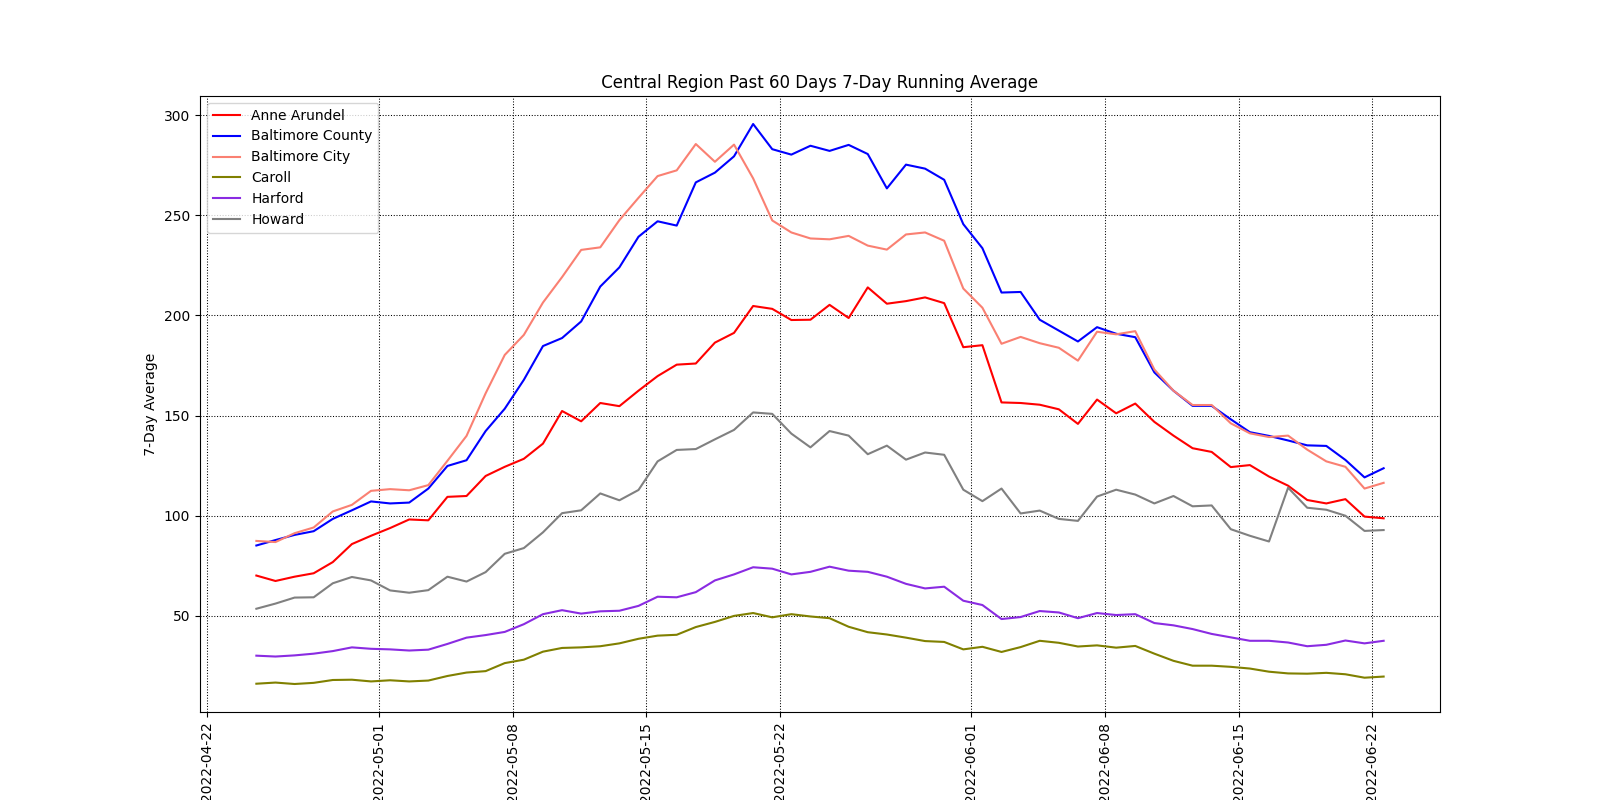 Central Region Past 60 Days 7-Day Running Average
Anne Arundel
Baltimore County
Baltimore City
Caroll
Harford
Howard
300
250
200
150
100
50
7-Day Average
2022-04-22
2022-05-01
2022-05-08
2022-05-15
2022-05-22
2022-06-01
2022-06-08
2022-06-15
2022-06-22